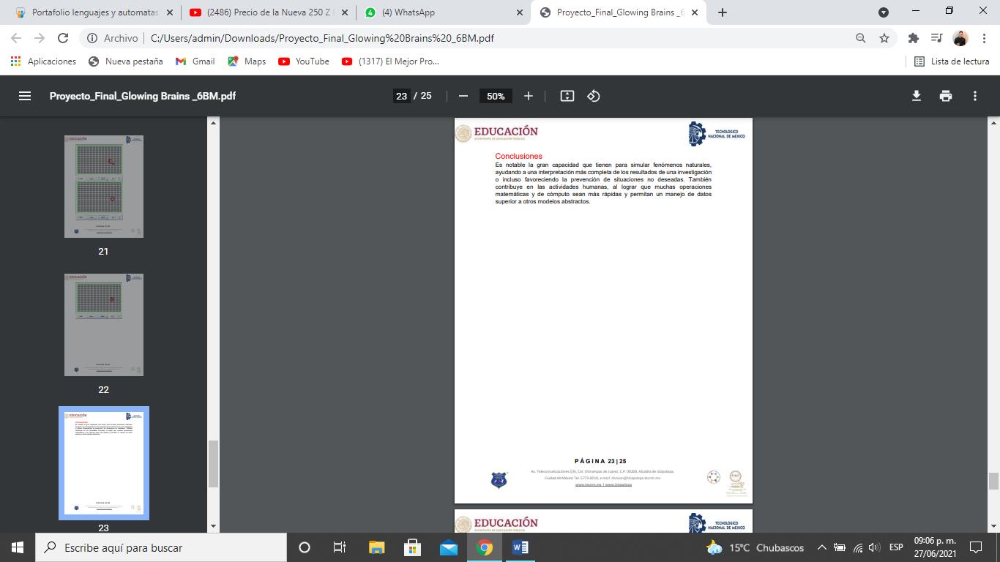 Portafolio lenguajes y automatas
(2486) Precio de la Nueva 250 Z
(4) WhatsApp
Proyecto_Final_Glowing Brains _6
Archivo
C:/Users/admin/Downloads/Proyecto_Final_Glowing%20Brains%20_6BM.pdf
Aplicaciones
Nueva pestaña
Gmail
Maps
YouTube
(1317) El Mejor Pro...
Lista de lectura
Proyecto_Final_Glowing Brains _6BM.pdf
23 / 25
50%
21
22
23
EDUCACIÓN
SECRETARÍA DE EDUCACIÓN PÚBLICA
TECNOLÓGICO
NACIONAL DE MÉXICO
Conclusiones
Es notable la gran capacidad que tienen para simular fenómenos naturales,
ayudando a una interpretación más completa de los resultados de una investigación
o incluso favoreciendo la prevención de situaciones no deseadas. También
contribuye en las actividades humanas, al lograr que muchas operaciones
matemáticas y de cómputo sean más rápidas y permitan un manejo de datos
superior a otros modelos abstractos.
PÁGINA 23|25
Av. Telecomunicaciones S/N, Col. Chinampac de Juárez, C.P. 09208, Alcaldía de Iztapalapa,
Ciudad de México Tel. 5773-8210, e-mail: division@iztapalapa.tecnm.mx
www.tecnm.mx | www.iztapalapa
EDUCACIÓN
SECRETARÍA DE EDUCACIÓN PÚBLICA
TECNOLÓGICO
NACIONAL DE MÉXICO
Escribe aquí para buscar
15°C Chubascos
ESP
09:06 p. m.
27/06/2021